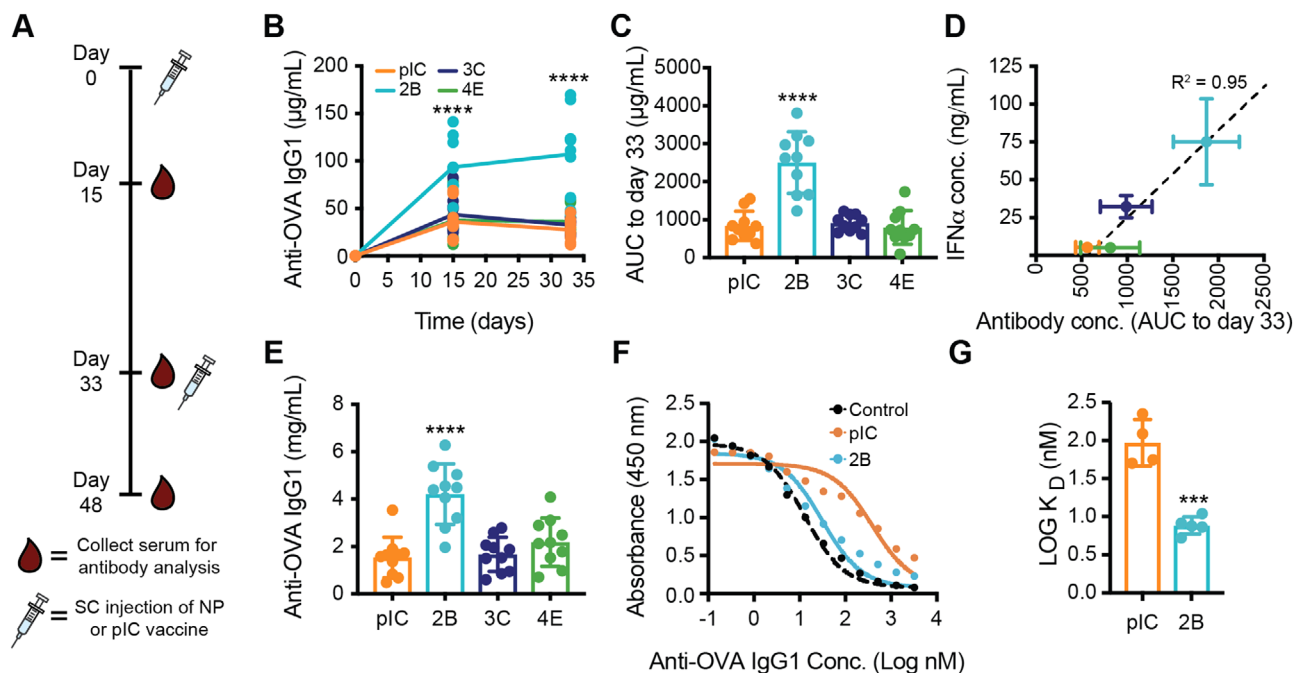 A
Day
0
Day
15
Day
33
Day
48
= Collect serum for
antibody analysis
= SC injection of NP
or pIC vaccine
B
Anti-OVA IgG1 (µg/mL)
200
150
100
50
0
pIC 3C
2B 4E
****
****
0 5 10 15 20 25 30 35
Time (days)
C
AUC to day 33 (µg/mL)
5000
4000
3000
2000
1000
0
****
pIC 2B 3C 4E
D
IFNα conc. (ng/mL)
125
100
75
50
25
R² = 0.95
0 500 1000 1500 2000 2500
Antibody conc. (AUC to day 33)
E
Anti-OVA IgG1 (mg/mL)
8
6
4
2
0
****
pIC 2B 3C 4E
F
Absorbance (450 nm)
2.5
2.0
1.5
1.0
0.5
0.0
Control
pIC
2B
-1 0 1 2 3 4
Anti-OVA IgG1 Conc. (Log nM)
G
LOG K D (nM)
2.5
2.0
1.5
1.0
0.5
0.0
***
pIC 2B